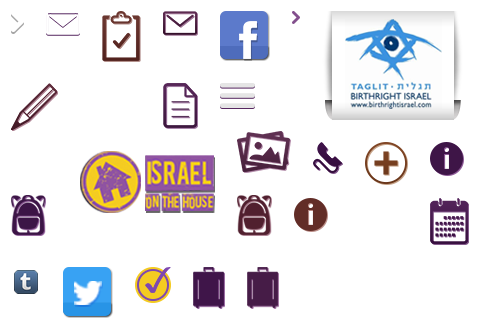 TAGLIT · תגלית
BIRTHRIGHT ISRAEL
www.birthrightisrael.com
ISRAEL
ON THE HOUSE